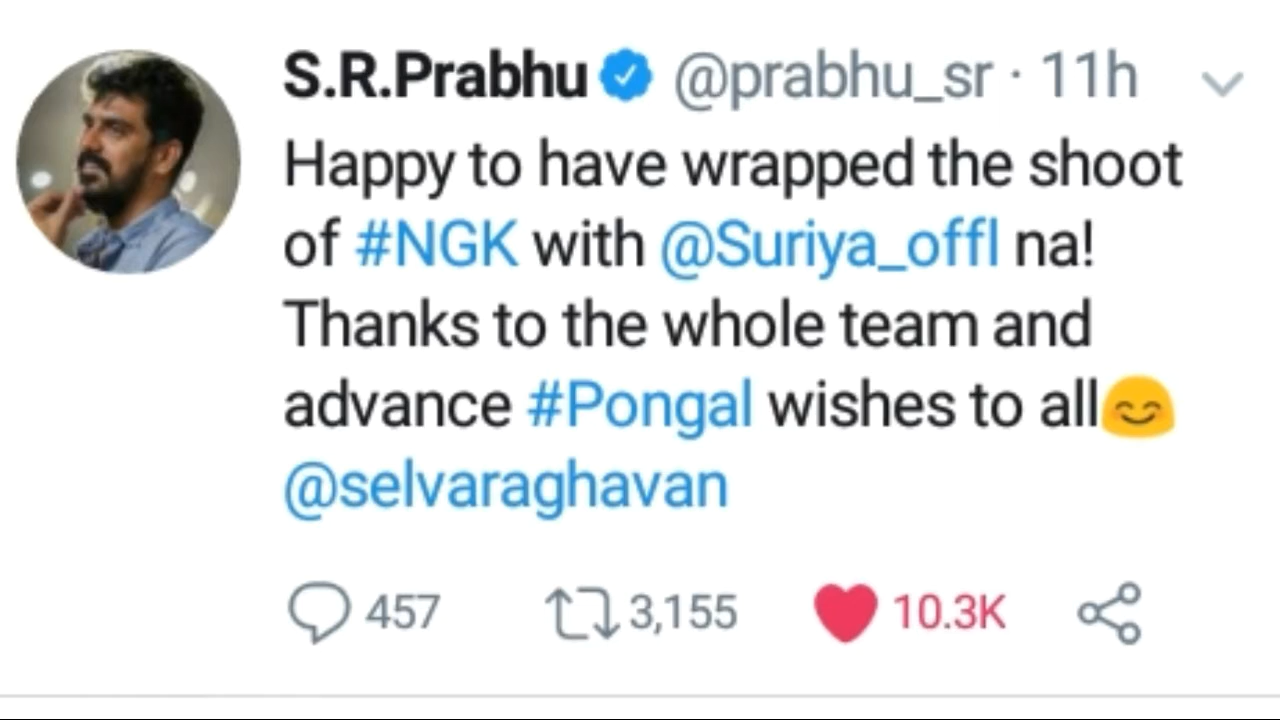 S.R.Prabhu @prabhu_sr · 11h
Happy to have wrapped the shoot
of #NGK with @Suriya_offl na!
Thanks to the whole team and
advance #Pongal wishes to all😊
@selvaraghavan
457 3,155 10.3K